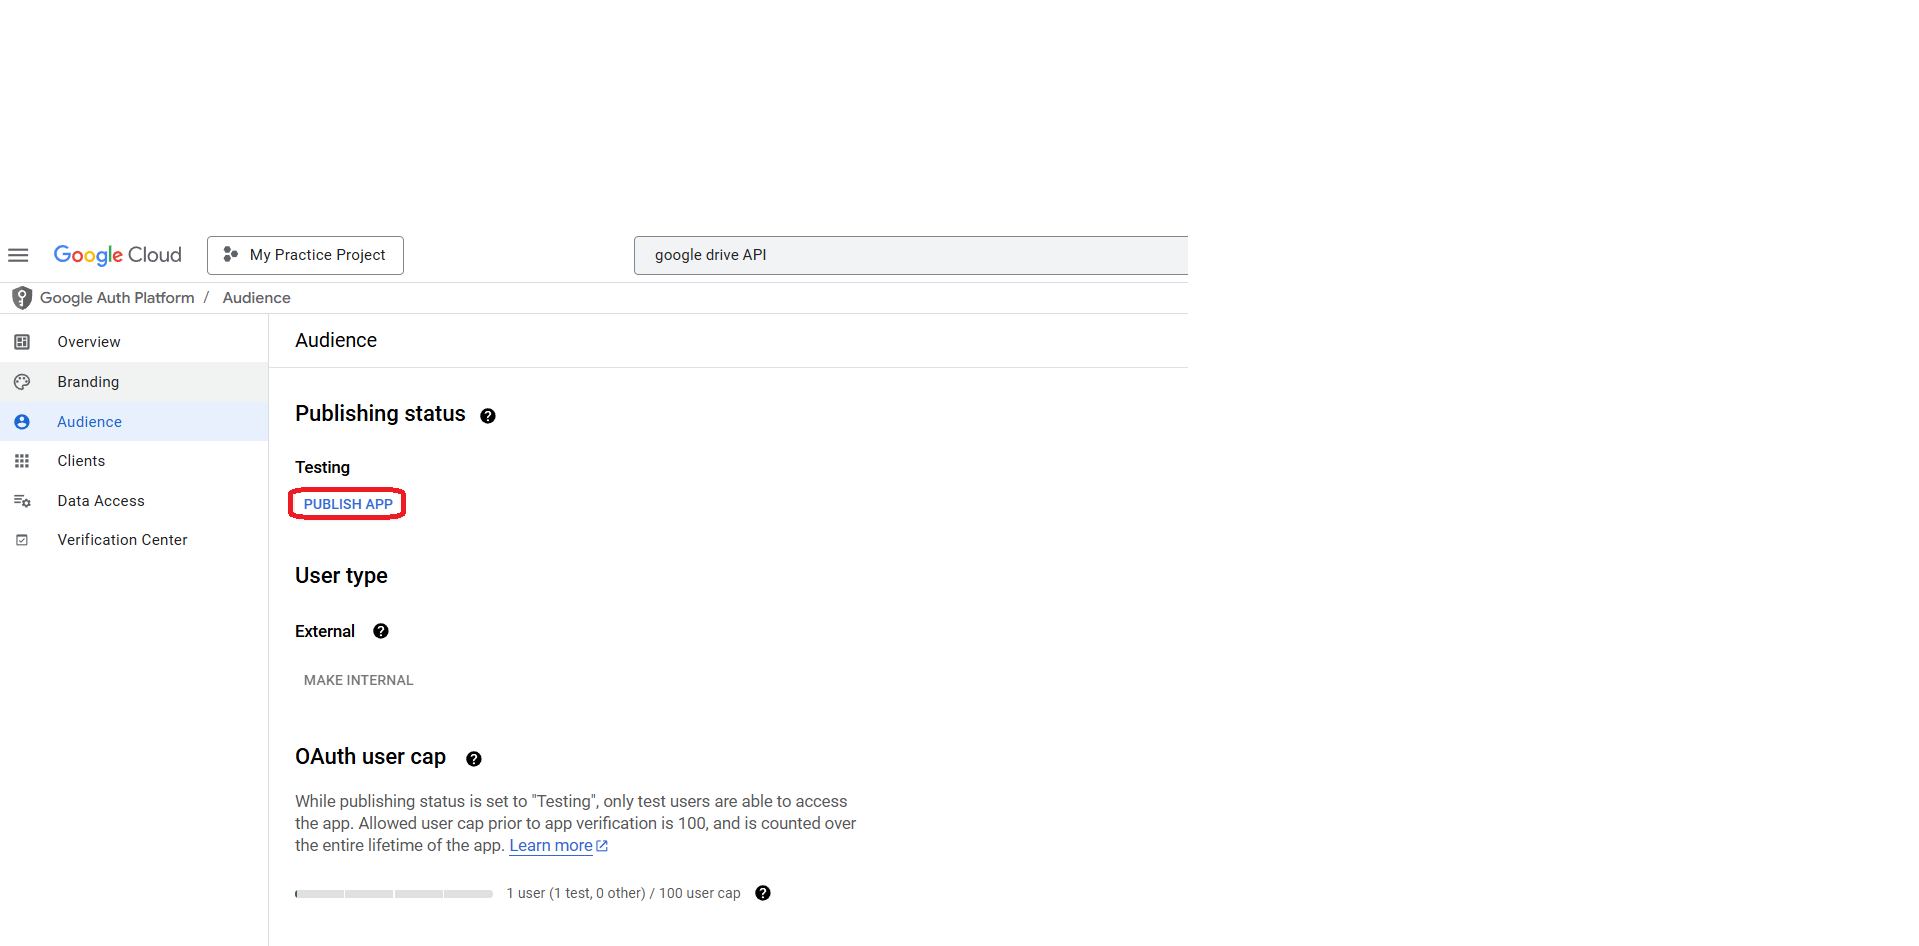 Google Cloud
My Practice Project
google drive API
Google Auth Platform / Audience
Overview
Branding
Audience
Clients
Data Access
Verification Center
Audience
Publishing status
Testing
PUBLISH APP
User type
External
MAKE INTERNAL
OAuth user cap
While publishing status is set to "Testing", only test users are able to access
the app. Allowed user cap prior to app verification is 100, and is counted over
the entire lifetime of the app. Learn more
1 user (1 test, 0 other) / 100 user cap